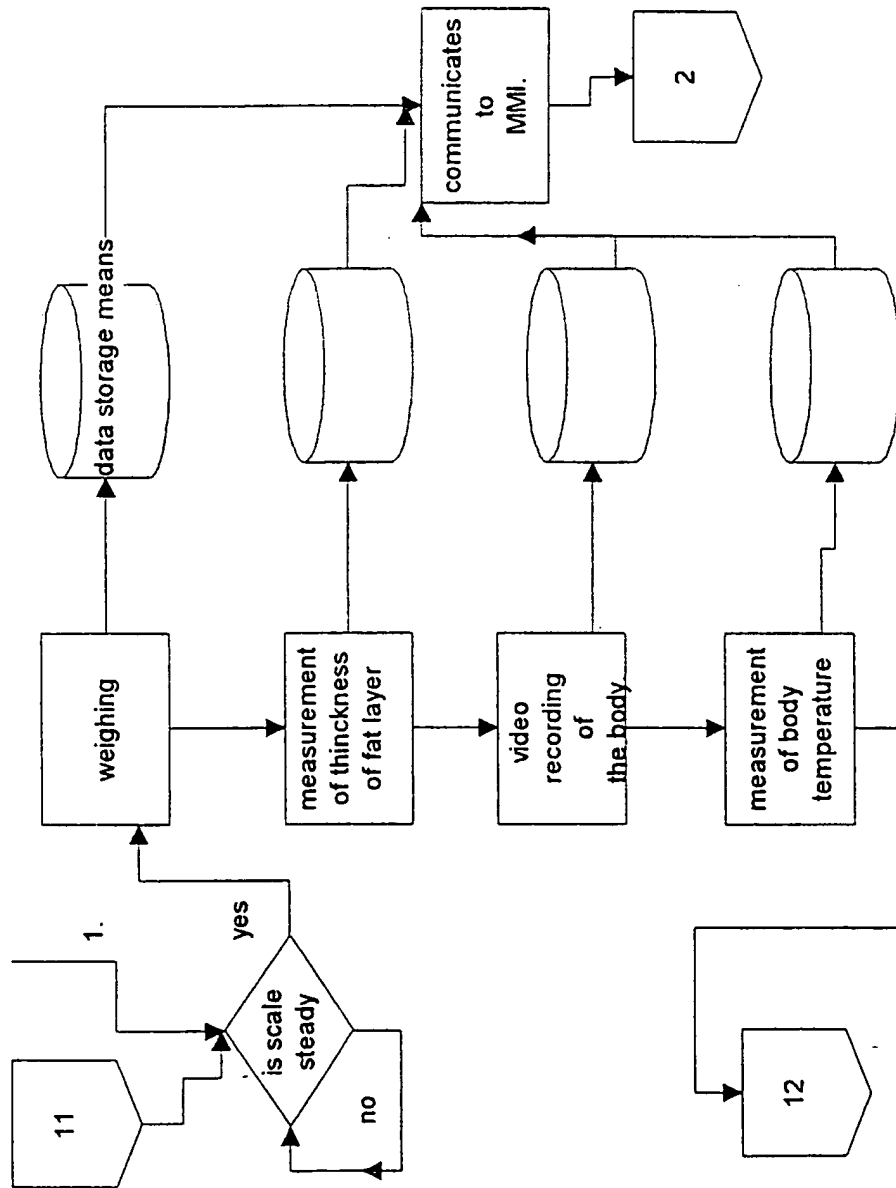 11
1.
is scale
steady
yes
no
weighing
data storage means
measurement
of thinckness
of fat layer
video
recording
of
the body
measurement
of body
temperature
communicates
to
MMI.
2
12